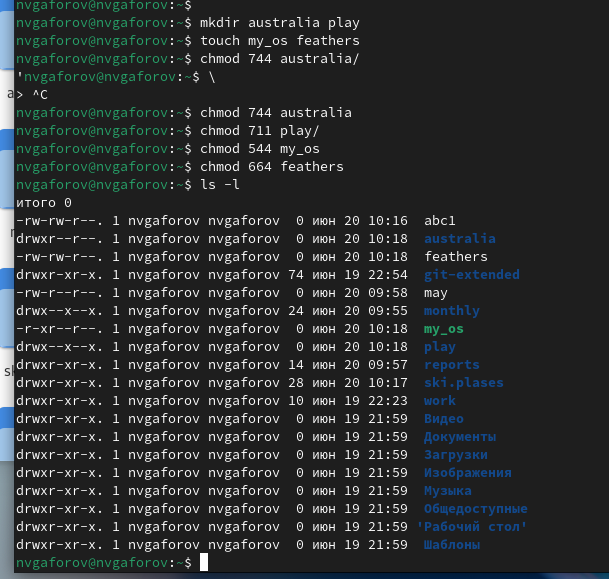 nvgaforov@nvgaforov:~$
nvgaforov@nvgaforov:~$ mkdir australia play
nvgaforov@nvgaforov:~$ touch my_os feathers
nvgaforov@nvgaforov:~$ chmod 744 australia/
'nvgaforov@nvgaforov:~$ \
> ^C
nvgaforov@nvgaforov:~$ chmod 744 australia
nvgaforov@nvgaforov:~$ chmod 711 play/
nvgaforov@nvgaforov:~$ chmod 544 my_os
nvgaforov@nvgaforov:~$ chmod 664 feathers
nvgaforov@nvgaforov:~$ ls -l
итого 0
-rw-rw-r--. 1 nvgaforov nvgaforov  0 июн 20 10:16  abc1
drwxr--r--. 1 nvgaforov nvgaforov  0 июн 20 10:18  australia
-rw-rw-r--. 1 nvgaforov nvgaforov  0 июн 20 10:18  feathers
drwxr-xr-x. 1 nvgaforov nvgaforov 74 июн 19 22:54  git-extended
-rw-r--r--. 1 nvgaforov nvgaforov  0 июн 20 09:58  may
drwx--x--x. 1 nvgaforov nvgaforov 24 июн 20 09:55  monthly
-r-xr--r--. 1 nvgaforov nvgaforov  0 июн 20 10:18  my_os
drwx--x--x. 1 nvgaforov nvgaforov  0 июн 20 10:18  play
drwxr-xr-x. 1 nvgaforov nvgaforov 14 июн 20 09:57  reports
drwxr-xr-x. 1 nvgaforov nvgaforov 28 июн 20 10:17  ski.plases
drwxr-xr-x. 1 nvgaforov nvgaforov 10 июн 19 22:23  work
drwxr-xr-x. 1 nvgaforov nvgaforov  0 июн 19 21:59  Видео
drwxr-xr-x. 1 nvgaforov nvgaforov  0 июн 19 21:59  Документы
drwxr-xr-x. 1 nvgaforov nvgaforov  0 июн 19 21:59  Загрузки
drwxr-xr-x. 1 nvgaforov nvgaforov  0 июн 19 21:59  Изображения
drwxr-xr-x. 1 nvgaforov nvgaforov  0 июн 19 21:59  Музыка
drwxr-xr-x. 1 nvgaforov nvgaforov  0 июн 19 21:59  Общедоступные
drwxr-xr-x. 1 nvgaforov nvgaforov  0 июн 19 21:59 'Рабочий стол'
drwxr-xr-x. 1 nvgaforov nvgaforov  0 июн 19 21:59  Шаблоны
nvgaforov@nvgaforov:~$